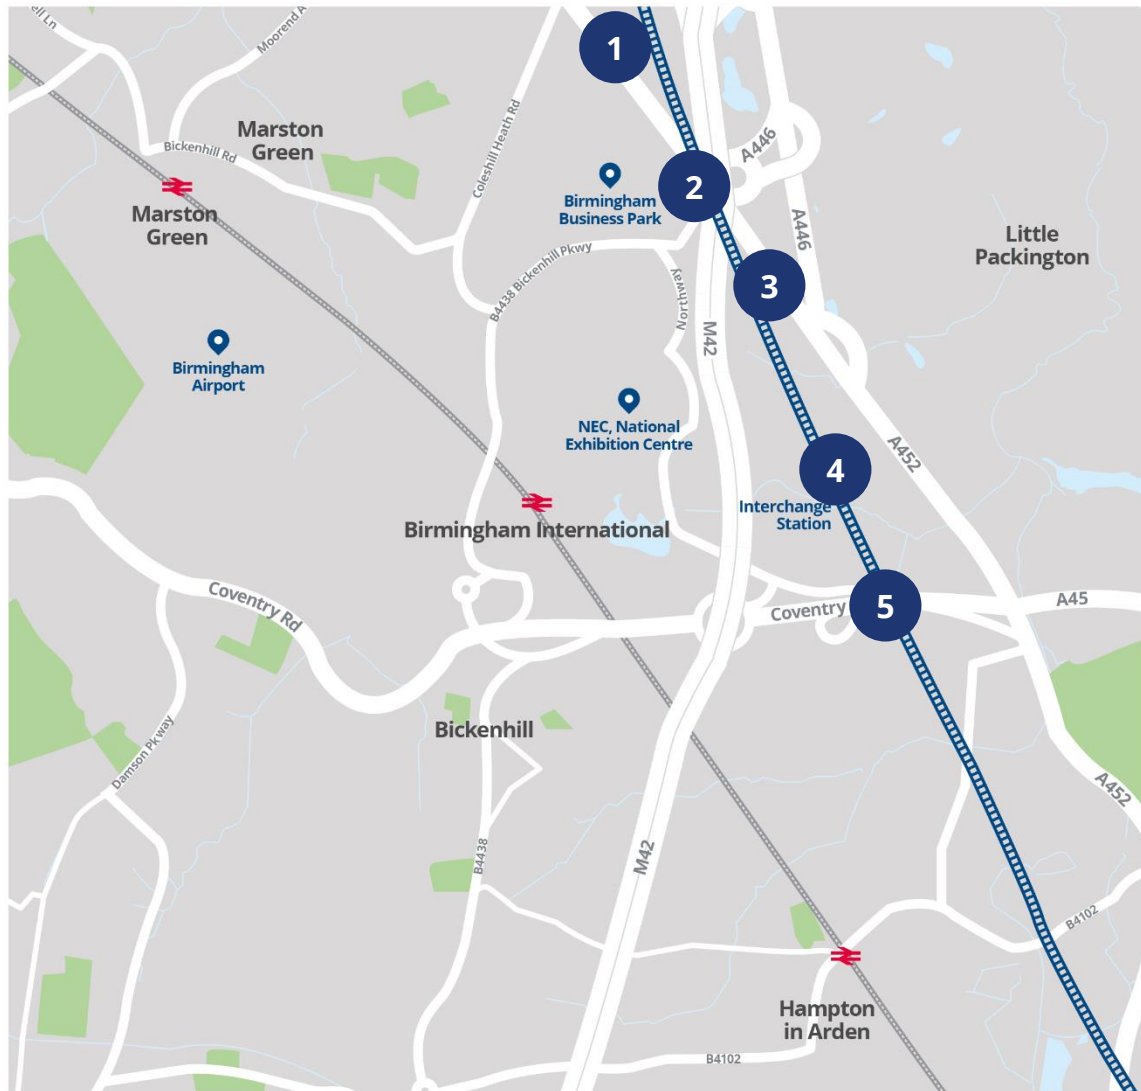 ell Ln
Moorend A
1
Marston
Green
Bickenhill Rd
Coleshill Heath Rd
A446
2
Marston
Green
Birmingham
Business Park
A446
Little
Packington
B4438 Bickenhill Pkwy
Northway
3
M42
Birmingham
Airport
NEC, National
Exhibition Centre
A452
4
Interchange
Station
Birmingham International
Coventry Rd
Coventry
5
A45
Bickenhill
Damson Pkway
A452
M42
B4438
B4102
Hampton
in Arden
B4102